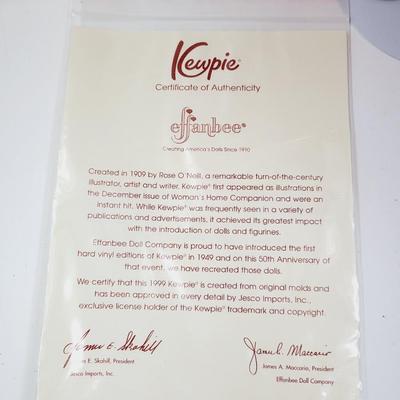 Kewpie®
Certificate of Authenticity
effanbee®
Creating America's Dolls Since 1910
Created in 1909 by Rose O'Neill, a remarkable turn-of-the-century
illustrator, artist and writer, Kewpie® first appeared as illustrations in
the December issue of Woman's Home Companion and were an
instant hit. While Kewpie® was frequently seen in a variety of
publications and advertisements, it achieved its greatest impact
with the introduction of dolls and figurines.
Effanbee Doll Company is proud to have introduced the first
hard vinyl editions of Kewpie® in 1949 and on this 50th Anniversary of
that event, we have recreated those dolls.
We certify that this 1999 Kewpie® is created from original molds and
has been approved in every detail by Jesco Imports, Inc.,
exclusive license holder of the Kewpie® trademark and copyright.
James E. Skahill
E. Skahill, President
Jesco Imports, Inc.
James A. Maccario
James A. Maccario, President
Effanbee Doll Company